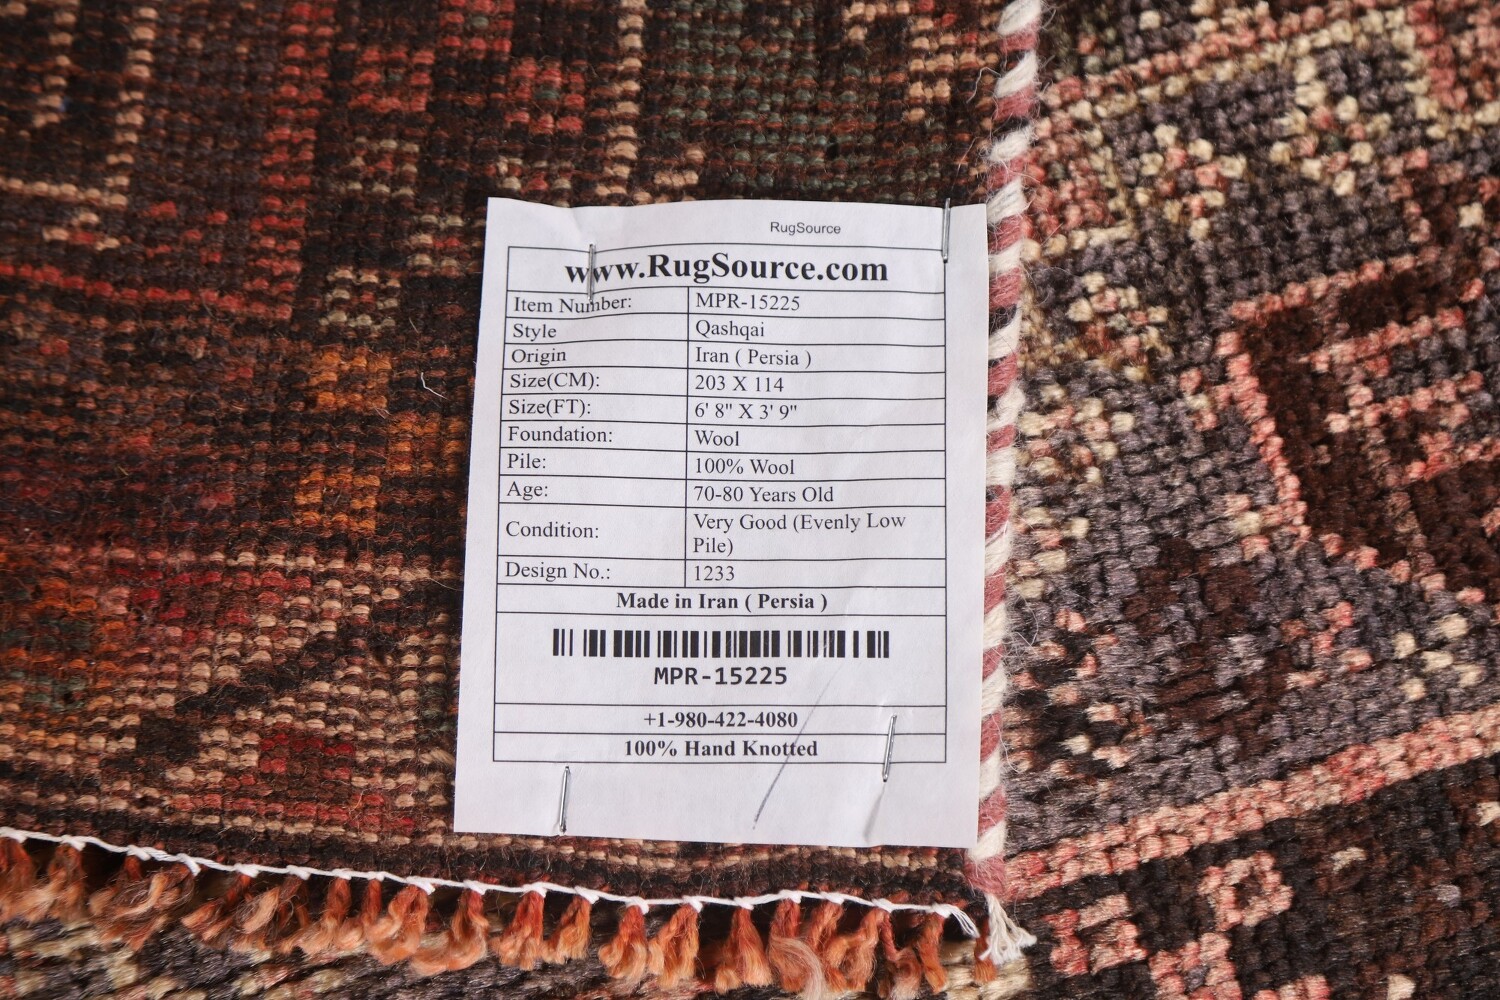 RugSource
www.RugSource.com
Item Number: MPR-15225
Style Qashqai
Origin Iran ( Persia )
Size(CM): 203 X 114
Size(FT): 6' 8" X 3' 9"
Foundation: Wool
Pile: 100% Wool
Age: 70-80 Years Old
Condition: Very Good (Evenly Low
Pile)
Design No.: 1233
Made in Iran ( Persia )
MPR-15225
+1-980-422-4080
100% Hand Knotted